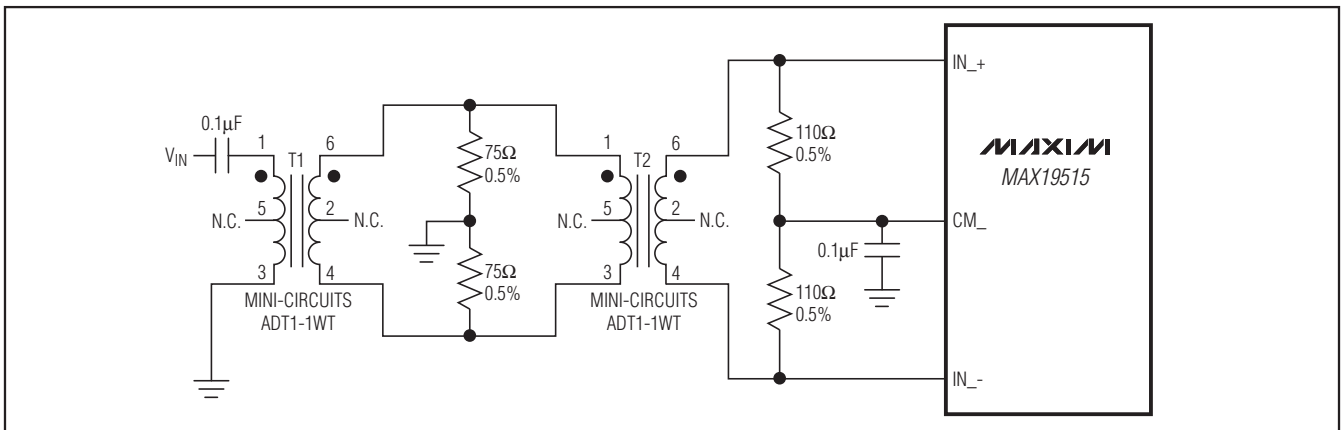 0.1μF
V_IN
1
T1
6
N.C.
5
2
N.C.
3
4
MINI-CIRCUITS
ADT1-1WT
75Ω
0.5%
75Ω
0.5%
1
T2
6
N.C.
5
2
N.C.
3
4
MINI-CIRCUITS
ADT1-1WT
110Ω
0.5%
0.1μF
110Ω
0.5%
IN_+
MAXIM
MAX19515
CM_
IN_-